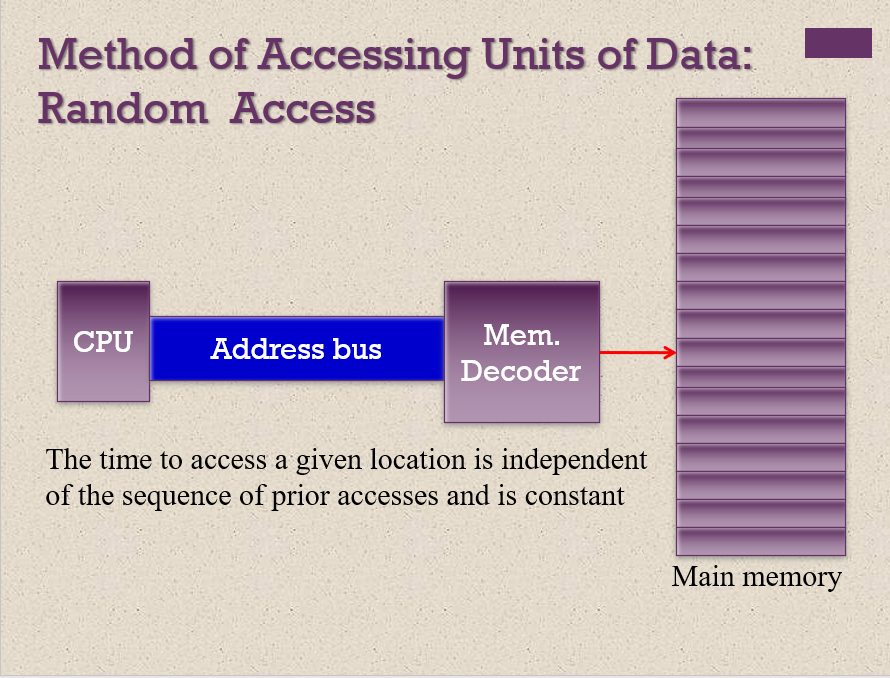 Method of Accessing Units of Data:
Random Access
CPU
Address bus
Mem.
Decoder
The time to access a given location is independent
of the sequence of prior accesses and is constant
Main memory